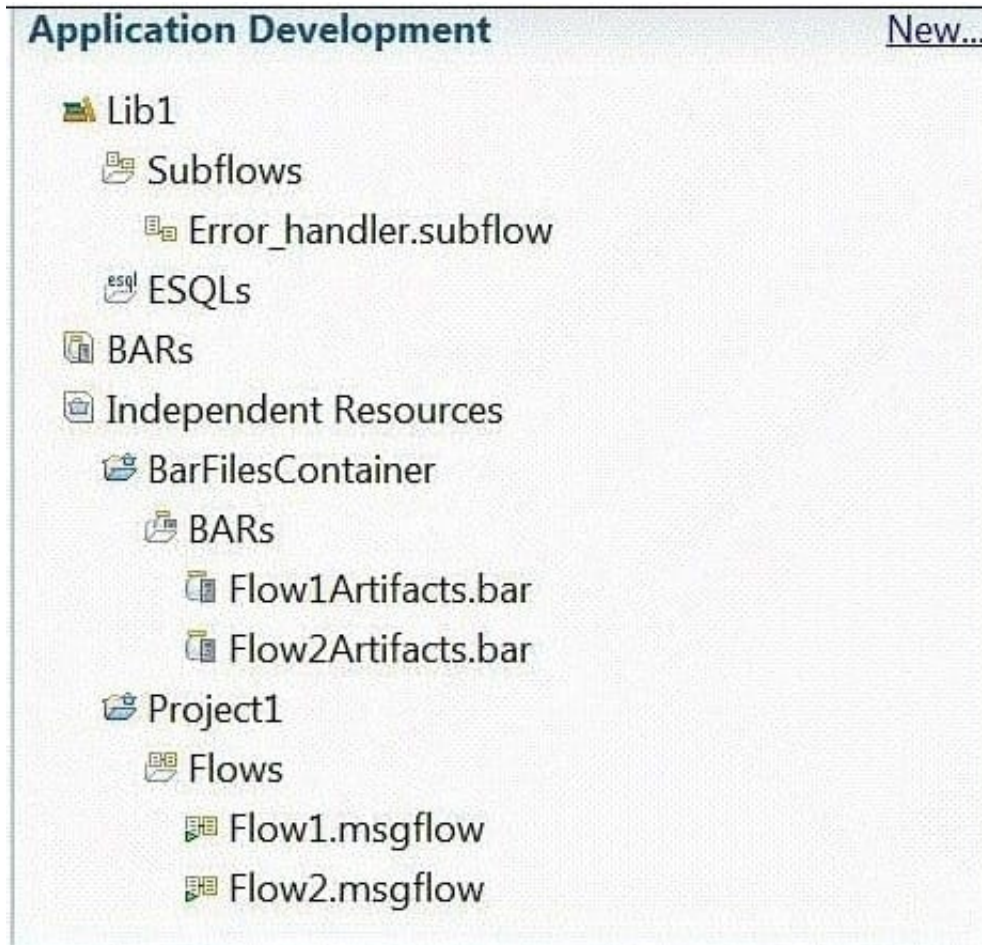 Application Development New...
Lib1
Subflows
Error_handler.subflow
esql ESQLs
BARs
Independent Resources
BarFilesContainer
BARs
Flow1Artifacts.bar
Flow2Artifacts.bar
Project1
Flows
Flow1.msgflow
Flow2.msgflow